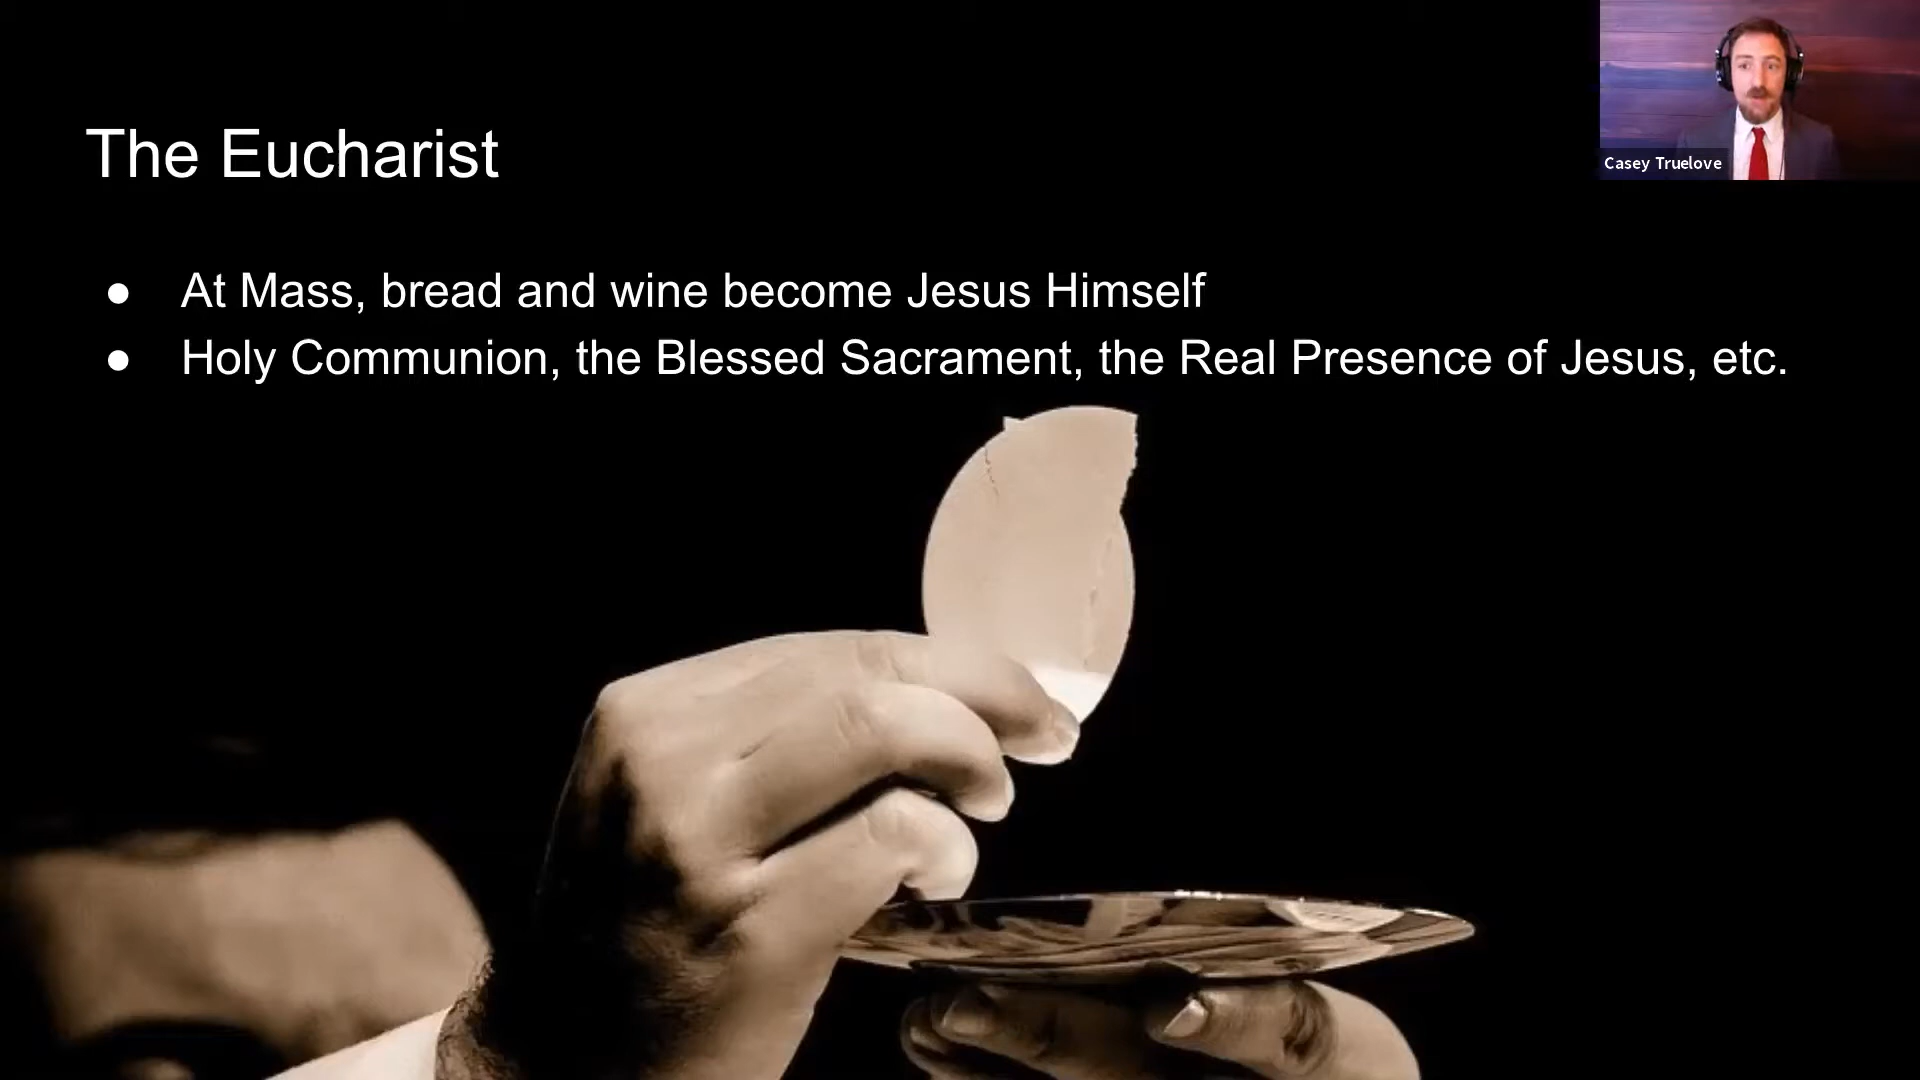 The Eucharist
Casey Truelove
● At Mass, bread and wine become Jesus Himself
● Holy Communion, the Blessed Sacrament, the Real Presence of Jesus, etc.